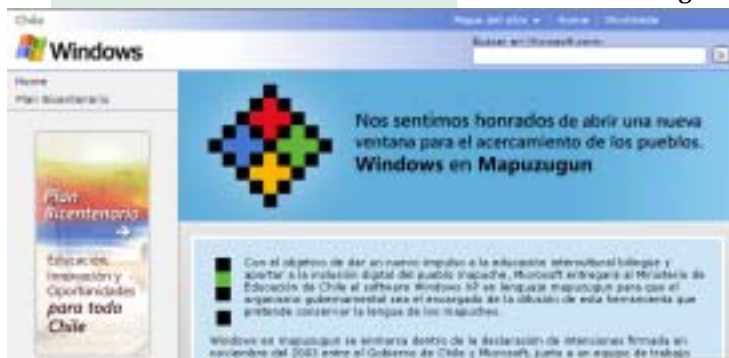 Chile
Mapa del sitio Home Worldwide
Windows
Buscar en Microsoft.com:
Home
Plan Bicentenario
Nos sentimos honrados de abrir una nueva
ventana para el acercamiento de los pueblos.
Windows en Mapuzugun
Plan
Bicentenario
Educación,
Innovación y
Oportunidades
para todo
Chile
Con el objetivo de dar un nuevo impulso a la educación intercultural bilingüe y
aportar a la inclusión digital del pueblo mapuche, Microsoft entregará al Ministerio de
Educación de Chile el software Windows XP en lenguaje mapuzugun para que el
organismo gubernamental sea el encargado de la difusión de esta herramienta que
pretende conservar la lengua de los mapuches.
Windows en mapuzugun se enmarca dentro de la declaración de intenciones firmada en
noviembre del 2003 entre el Gobierno de Chile y Microsoft, junto a un equipo de trabajo